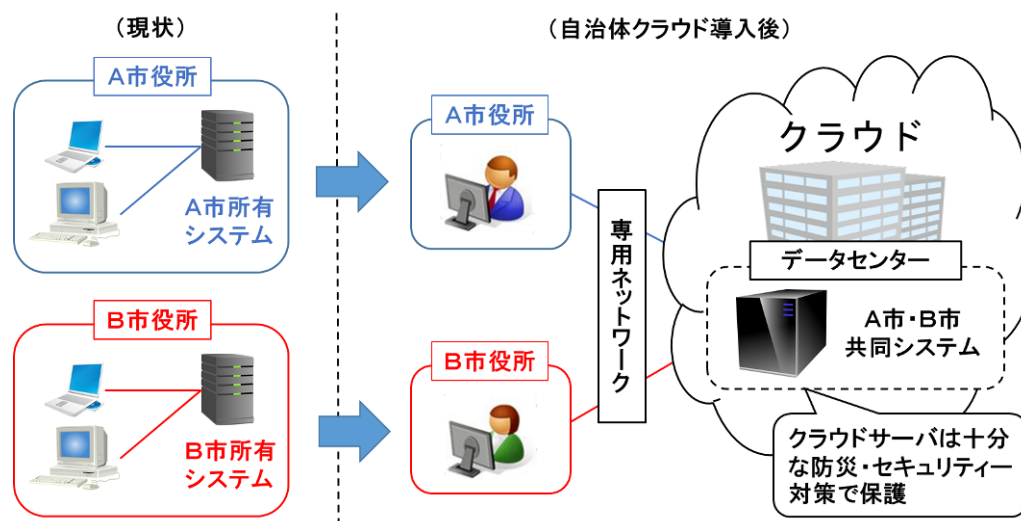 （現状）
A市役所
A市所有
システム
B市役所
B市所有
システム
（自治体クラウド導入後）
A市役所
B市役所
専用ネットワーク
クラウド
データセンター
A市・B市
共同システム
クラウドサーバは十分
な防災・セキュリティー
対策で保護